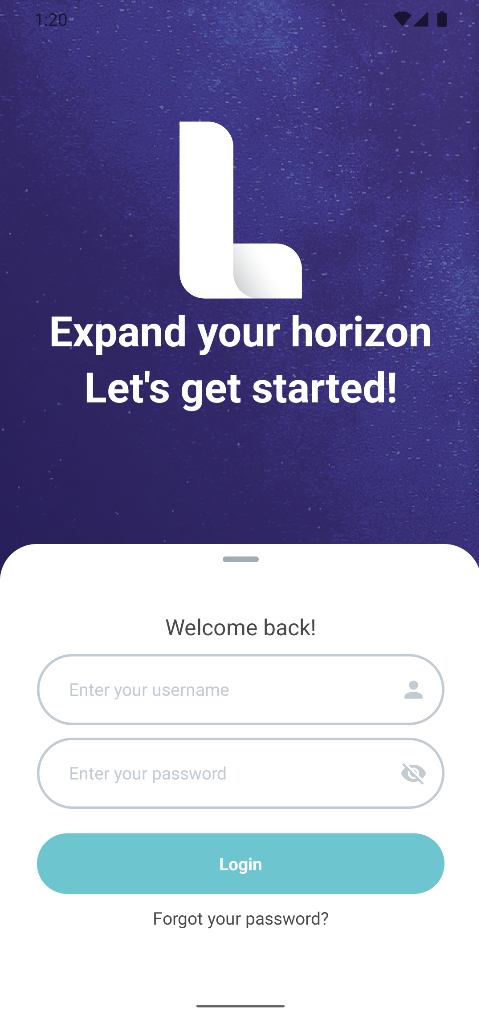 1:20
Expand your horizon
Let's get started!
Welcome back!
Enter your username
Enter your password
Login
Forgot your password?